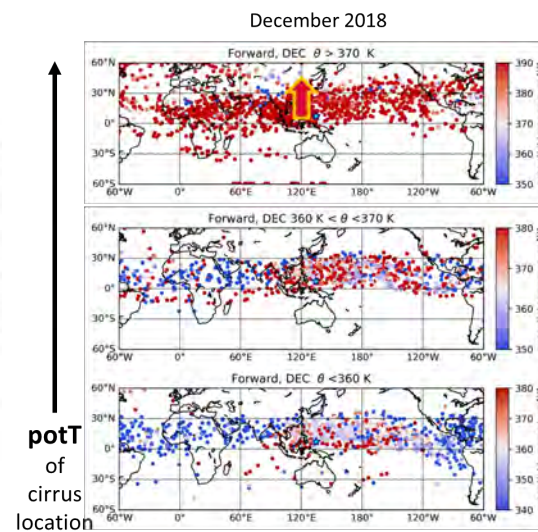 December 2018
Forward, DEC θ > 370 K
60°N
30°N
0°
30°S
60°S
60°W 0° 60°E 120°E 180° 120°W 60°W
390
380
370
360
350
Forward, DEC 360 K < θ <370 K
60°N
30°N
0°
30°S
60°S
60°W 0° 60°E 120°E 180° 120°W 60°W
380
370
360
350
Forward, DEC θ <360 K
60°N
30°N
0°
30°S
60°S
60°W 0° 60°E 120°E 180° 120°W 60°W
380
370
360
350
340
potT
of
cirrus
location